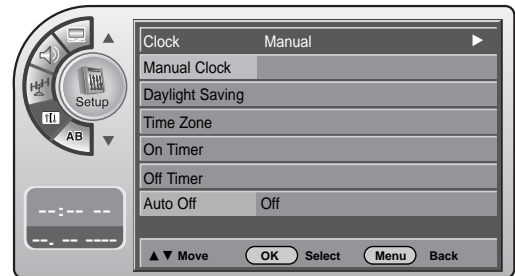 Clock Manual ▶
Manual Clock
Daylight Saving
Time Zone
On Timer
Off Timer
Auto Off Off
▲▼ Move OK Select Menu Back
Setup
AB
--:-- --
--. -- ----